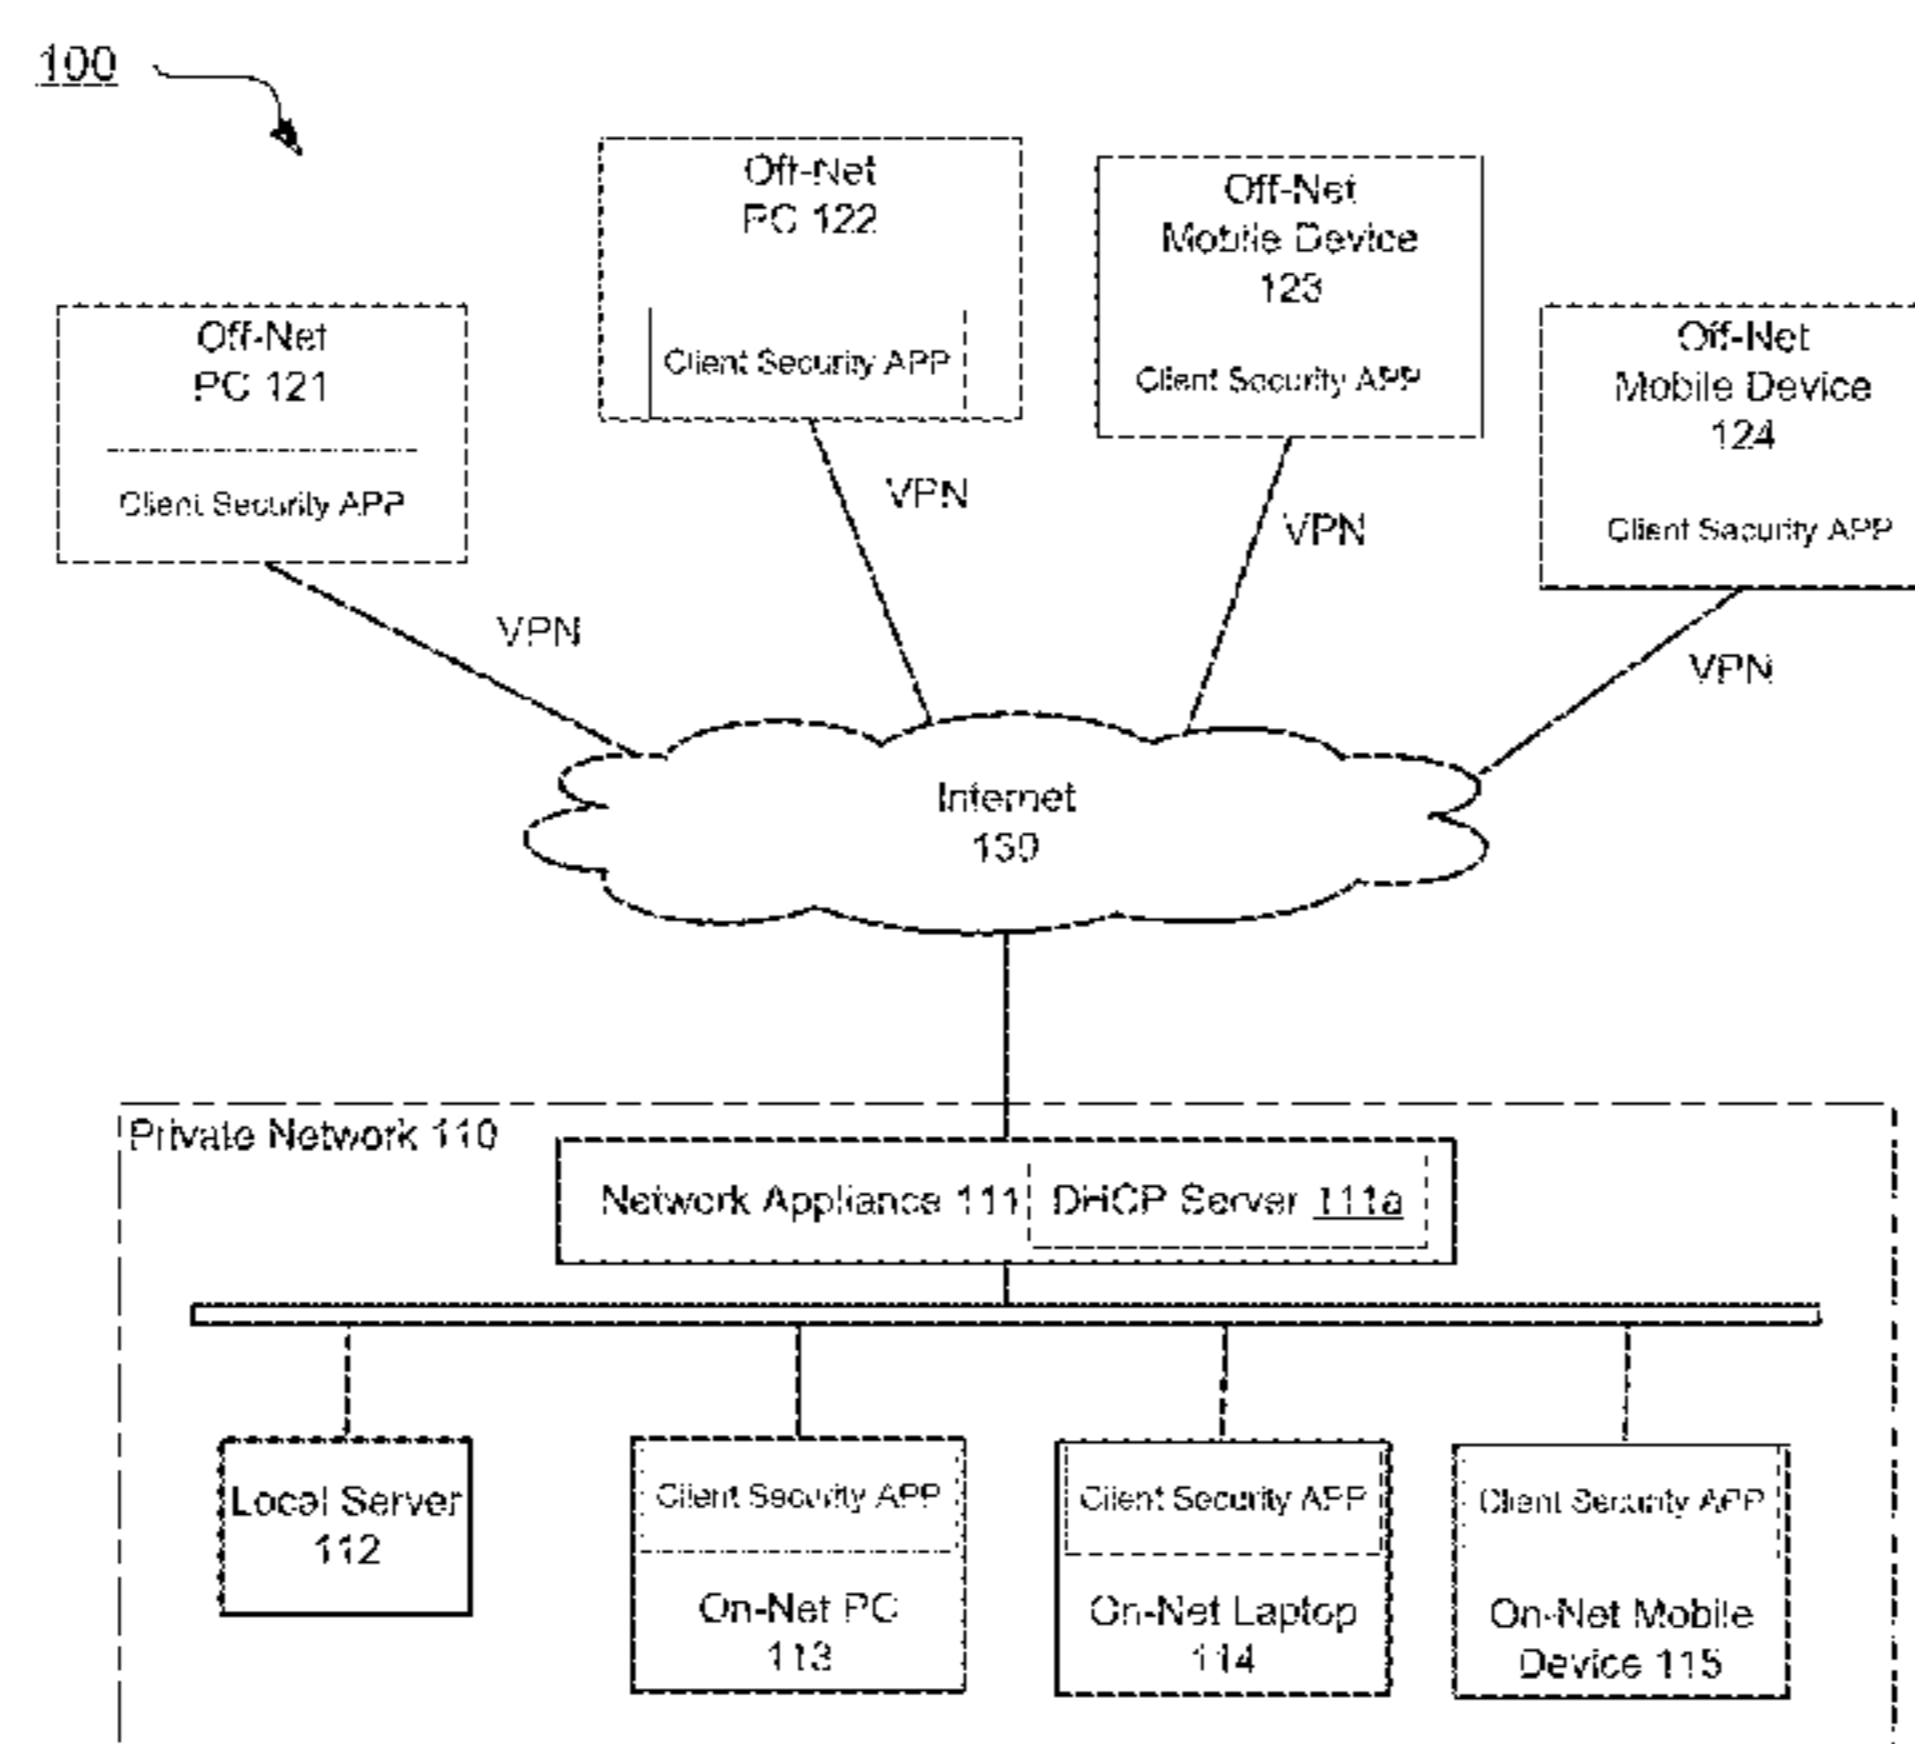 100
Off-Net
PC 122
Client Security APP
Off-Net
Mobile Device
123
Client Security APP
Off-Net
PC 121
Client Security APP
Off-Net
Mobile Device
124
Client Security APP
VPN
VPN
VPN
VPN
Internet
130
Private Network 110
Network Appliance 111
DHCP Server 111a
Local Server
112
Client Security APP
On-Net PC
113
Client Security APP
On-Net Laptop
114
Client Security APP
On-Net Mobile
Device 115